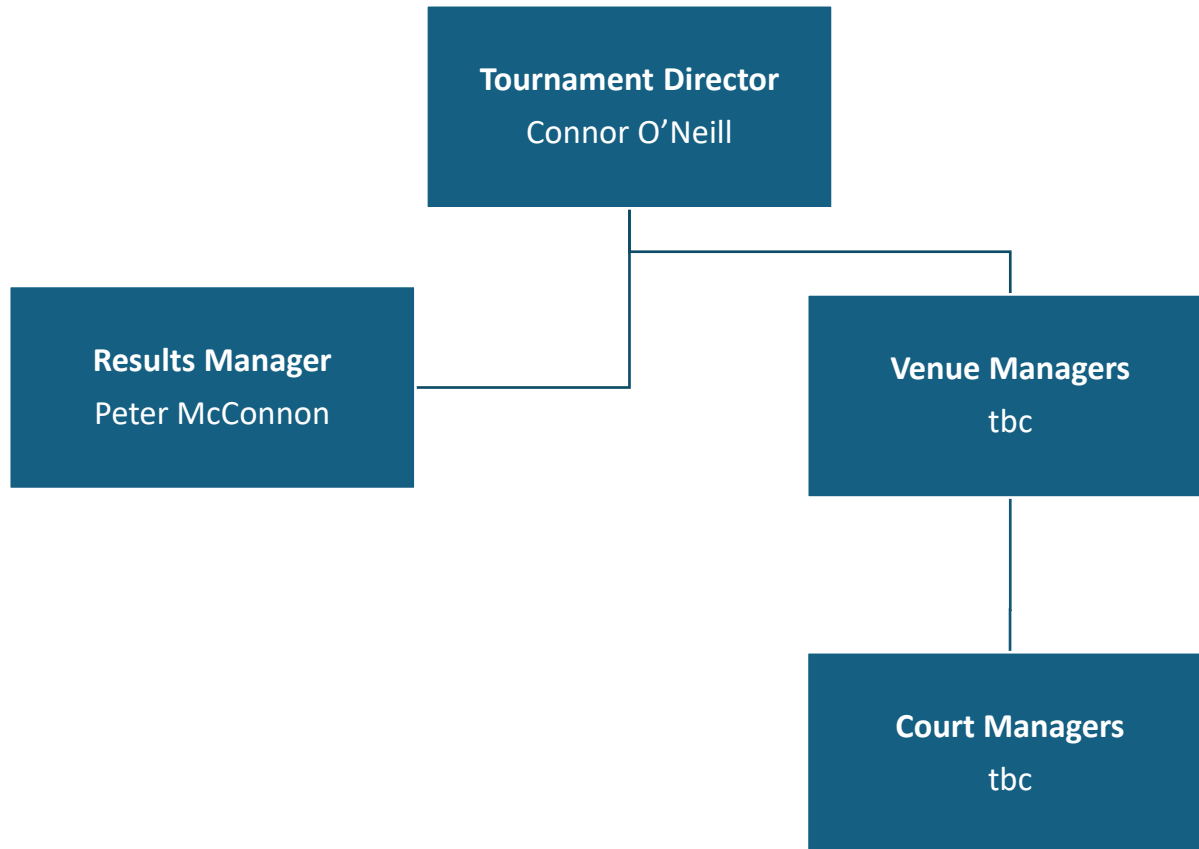 Tournament Director
Connor O’Neill
Results Manager
Peter McConnon
Venue Managers
tbc
Court Managers
tbc